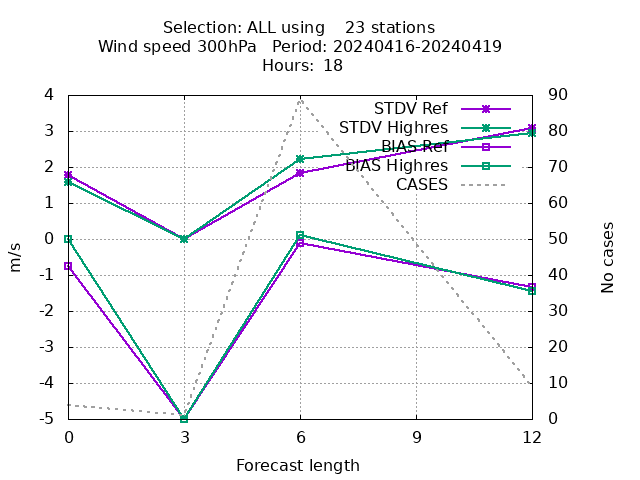 Selection: ALL using    23 stations
Wind speed 300hPa   Period: 20240416-20240419
Hours: 18
4
3
2
1
0
-1
-2
-3
-4
-5
m/s
90
80
70
60
50
40
30
20
10
0
No cases
STDV Ref
STDV Highres
BIAS Ref
BIAS Highres
CASES
0 3 6 9 12
Forecast length